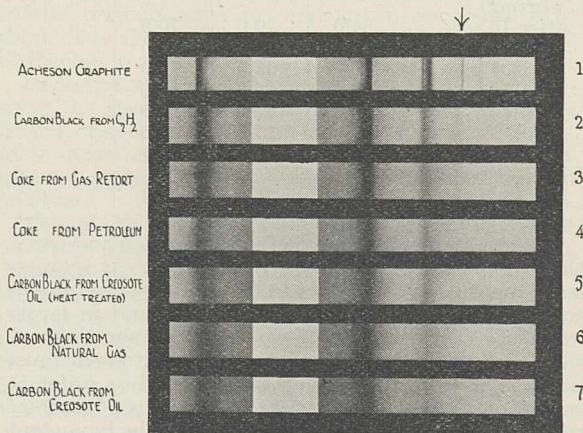 ACHESON GRAPHITE 1
CARBON BLACK FROM C2H2 2
COKE FROM GAS RETORT 3
COKE FROM PETROLEUM 4
CARBON BLACK FROM CREOSOTE
OIL (HEAT TREATED) 5
CARBON BLACK FROM
NATURAL GAS 6
CARBON BLACK FROM
CREOSOTE OIL 7